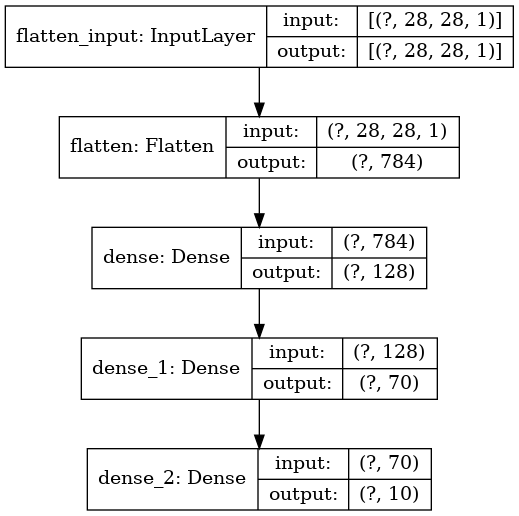 flatten_input: InputLayer
input: [(?, 28, 28, 1)]
output: [(?, 28, 28, 1)]
flatten: Flatten
input: (?, 28, 28, 1)
output: (?, 784)
dense: Dense
input: (?, 784)
output: (?, 128)
dense_1: Dense
input: (?, 128)
output: (?, 70)
dense_2: Dense
input: (?, 70)
output: (?, 10)